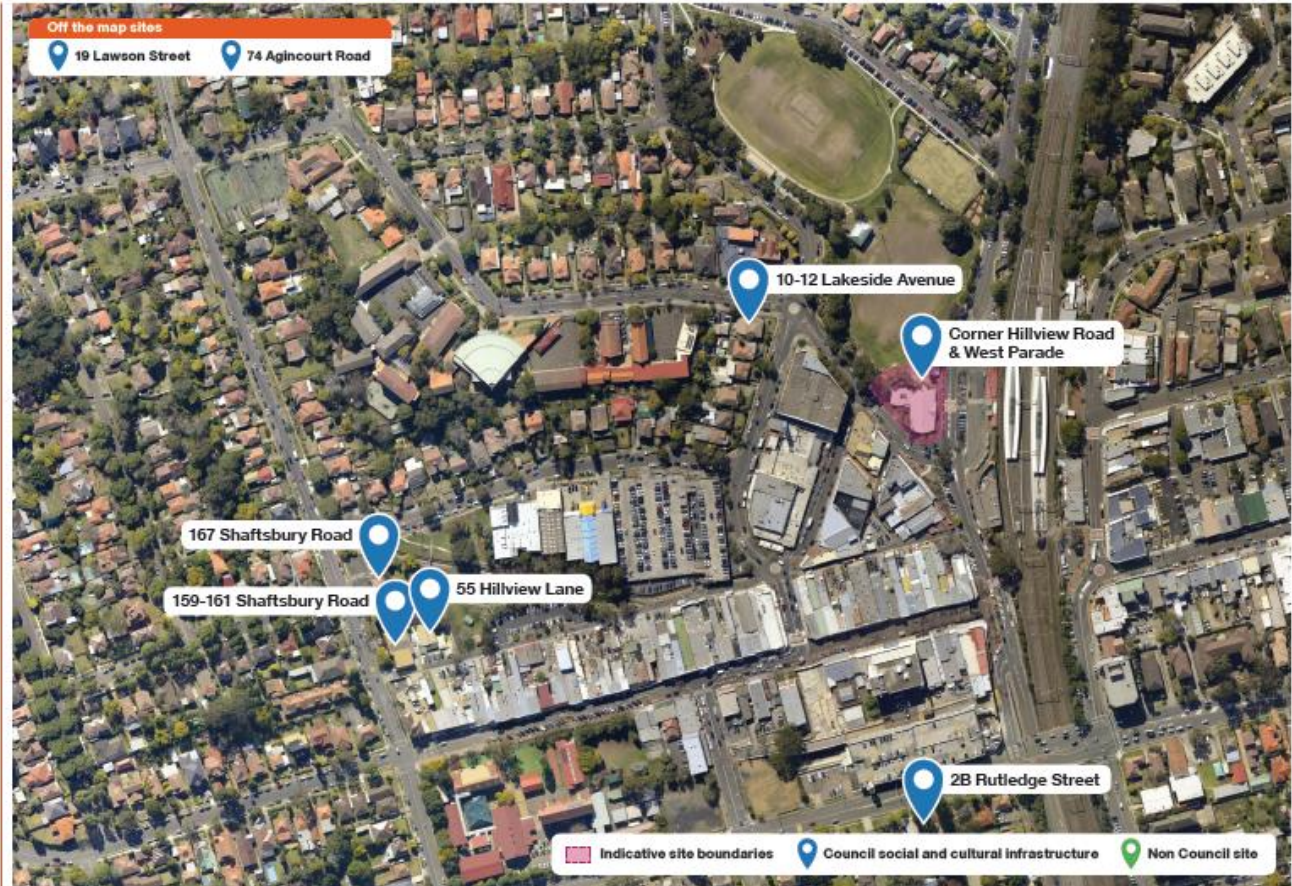 Off the map sites
19 Lawson Street
74 Agincourt Road
10-12 Lakeside Avenue
Corner Hillview Road
& West Parade
167 Shaftsbury Road
159-161 Shaftsbury Road
55 Hillview Lane
2B Rutledge Street
Indicative site boundaries
Council social and cultural infrastructure
Non Council site